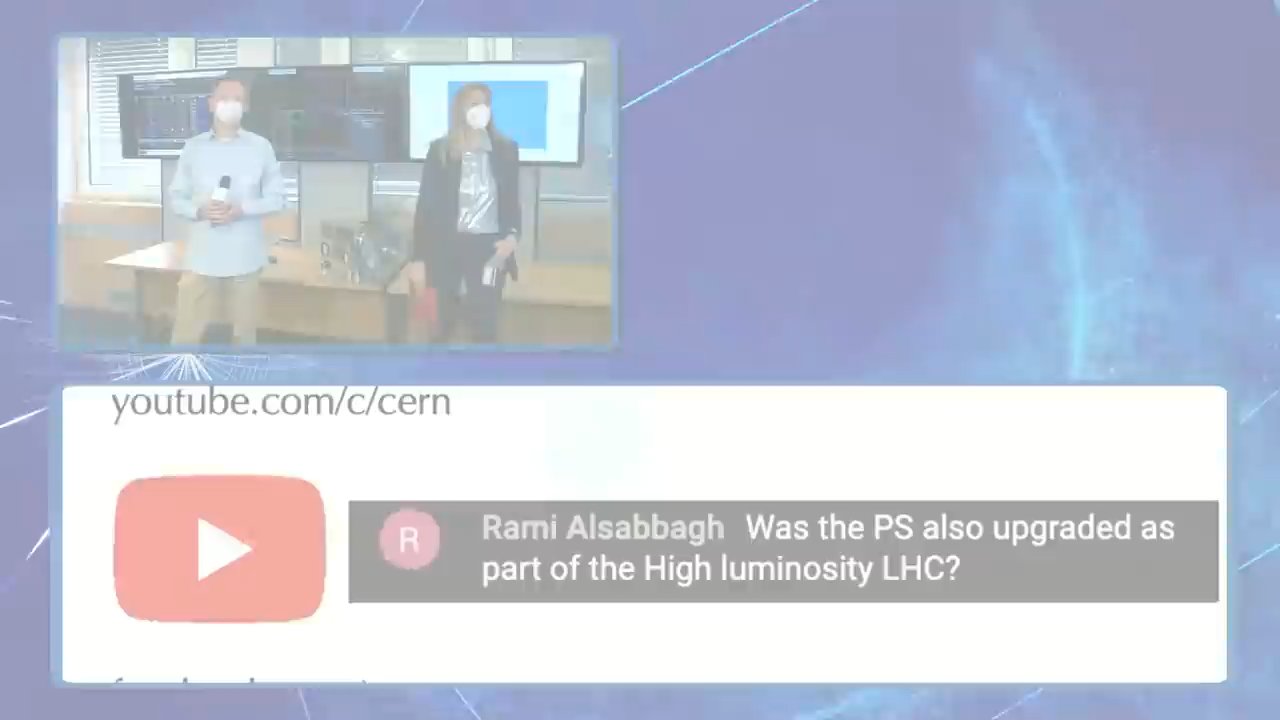 youtube.com/c/cern
R
Rami Alsabbagh Was the PS also upgraded as
part of the High luminosity LHC?